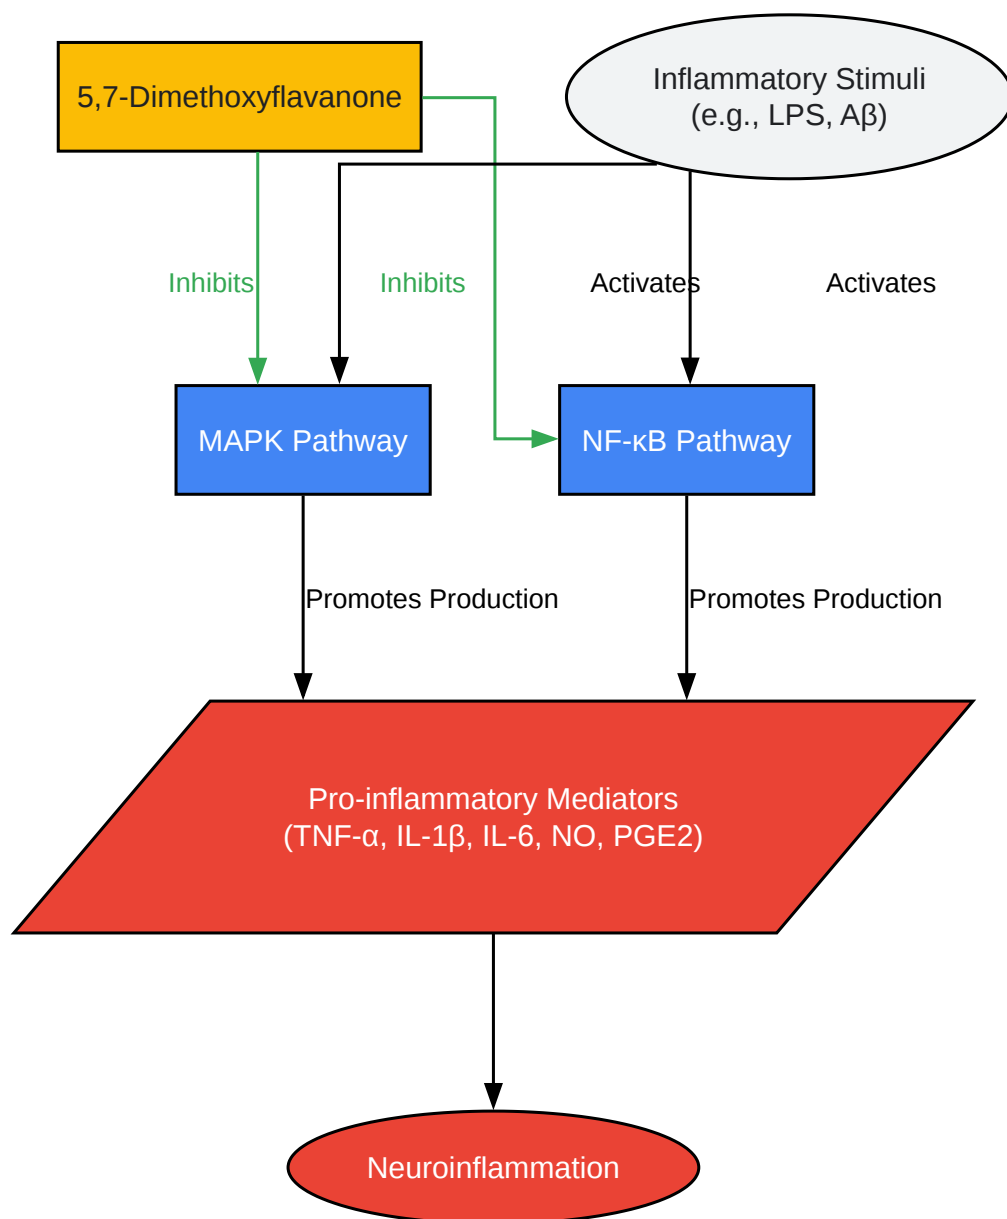 5,7-Dimethoxyflavanone
Inflammatory Stimuli
(e.g., LPS, Aβ)
Inhibits
Inhibits
Activates
Activates
MAPK Pathway
NF-κB Pathway
Promotes Production
Promotes Production
Pro-inflammatory Mediators
(TNF-α, IL-1β, IL-6, NO, PGE2)
Neuroinflammation